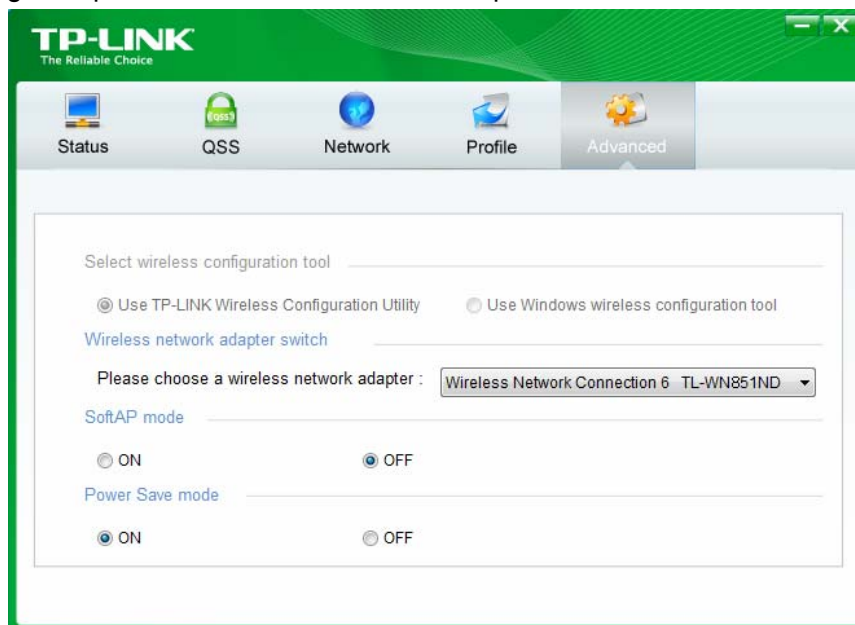 TP-LINK
The Reliable Choice
Status QSS Network Profile Advanced
Select wireless configuration tool
Use TP-LINK Wireless Configuration Utility Use Windows wireless configuration tool
Wireless network adapter switch
Please choose a wireless network adapter : Wireless Network Connection 6 TL-WN851ND
SoftAP mode
ON OFF
Power Save mode
ON OFF